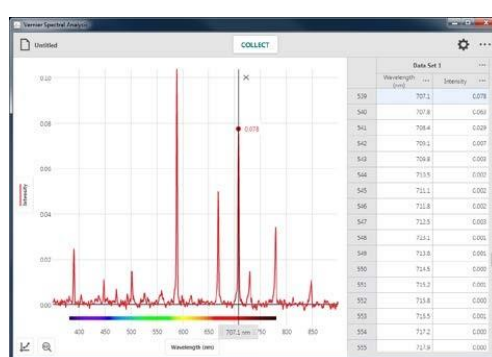 Vernier Spectral Analysis
Untitled
COLLECT
Data Set 1
Wavelength (nm)
Intensity
539 707.1 0.078
540 707.8 0.063
541 708.4 0.029
542 709.1 0.007
543 709.8 0.003
544 0.002
545 711.1 0.002
546 711.8 0.002
547 712.5 0.003
548 713.1 0.001
549 713.8 0.001
550 714.5 0.000
551 715.2 0.001
552 715.8 0.000
553 0.001
554 717.2 0.000
555 717.9 0.000
0.10
0.08
0.06
0.04
0.02
0.00
Intensity
0.078
400 450 500 550 600 650 707.1 nm 750 800 850
Wavelength (nm)